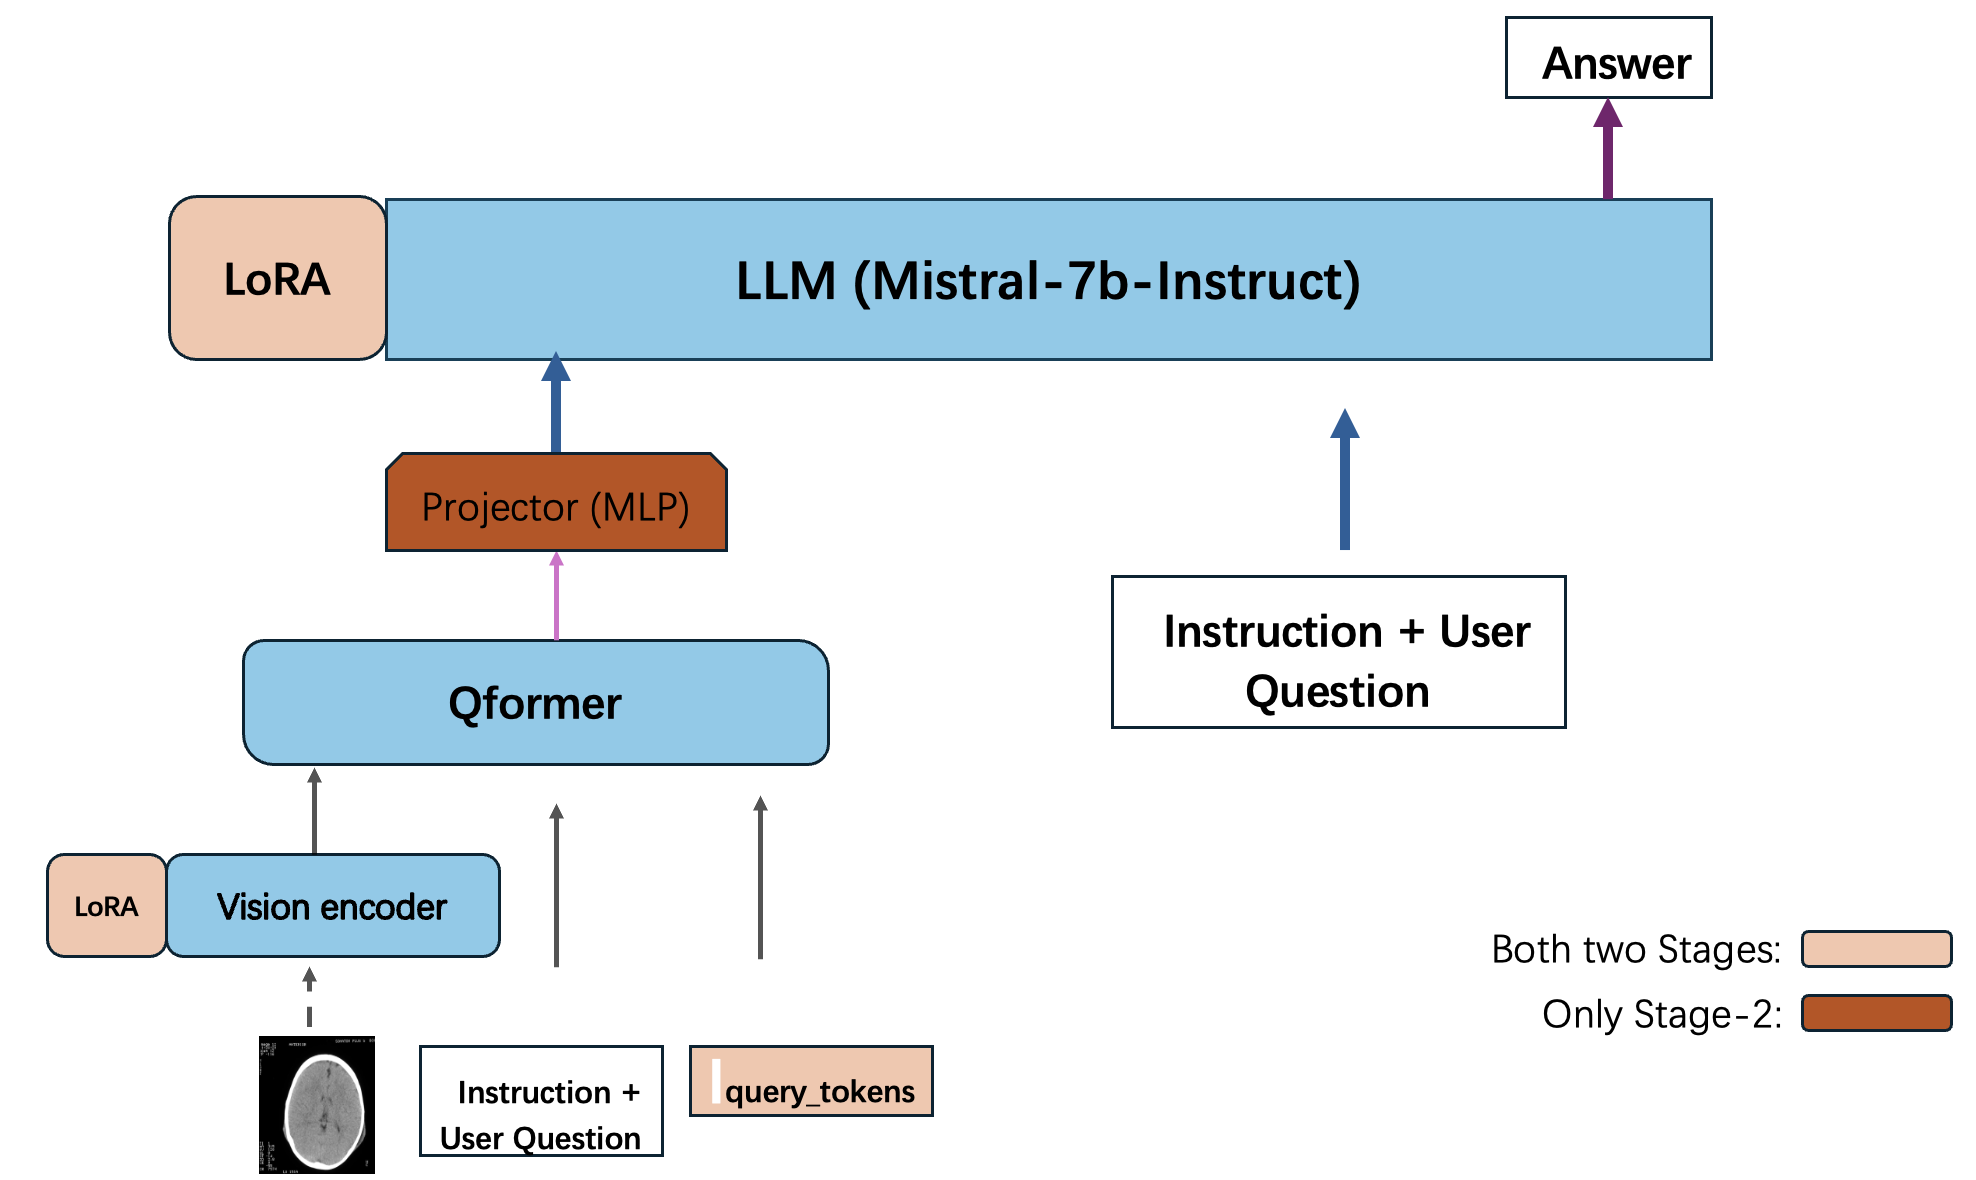 Answer
LoRA
LLM (Mistral-7b-Instruct)
Projector (MLP)
Instruction + User
Question
Qformer
LoRA
Vision encoder
Both two Stages:
Only Stage-2:
Instruction +
User Question
query_tokens